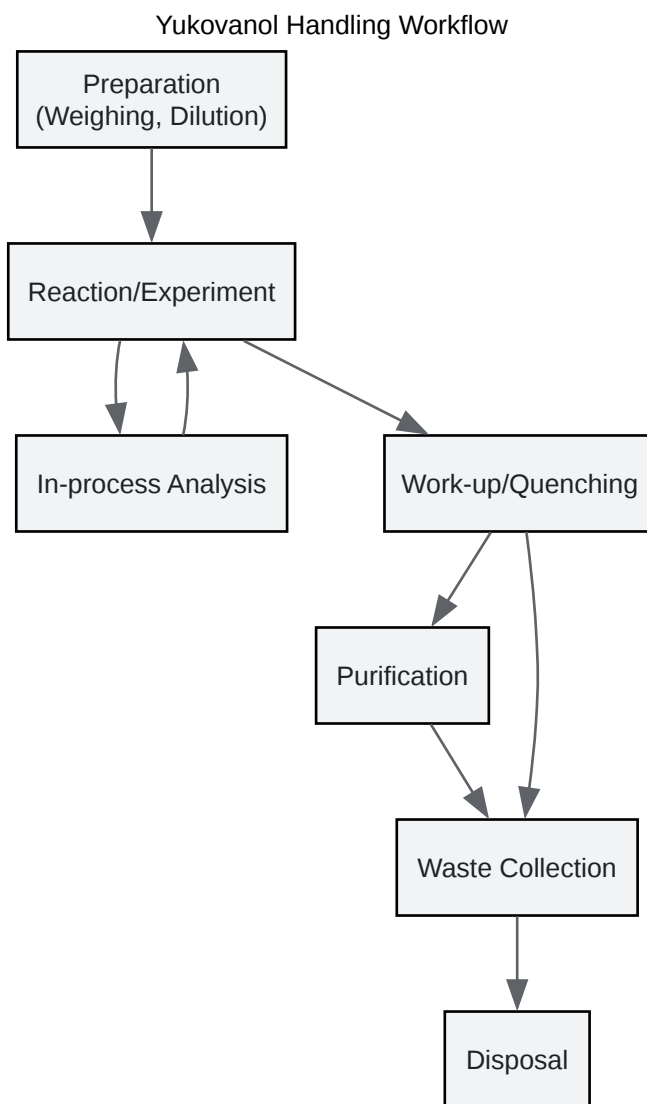 Yukovanol Handling Workflow
Preparation
(Weighing, Dilution)
Reaction/Experiment
In-process Analysis
Work-up/Quenching
Purification
Waste Collection
Disposal